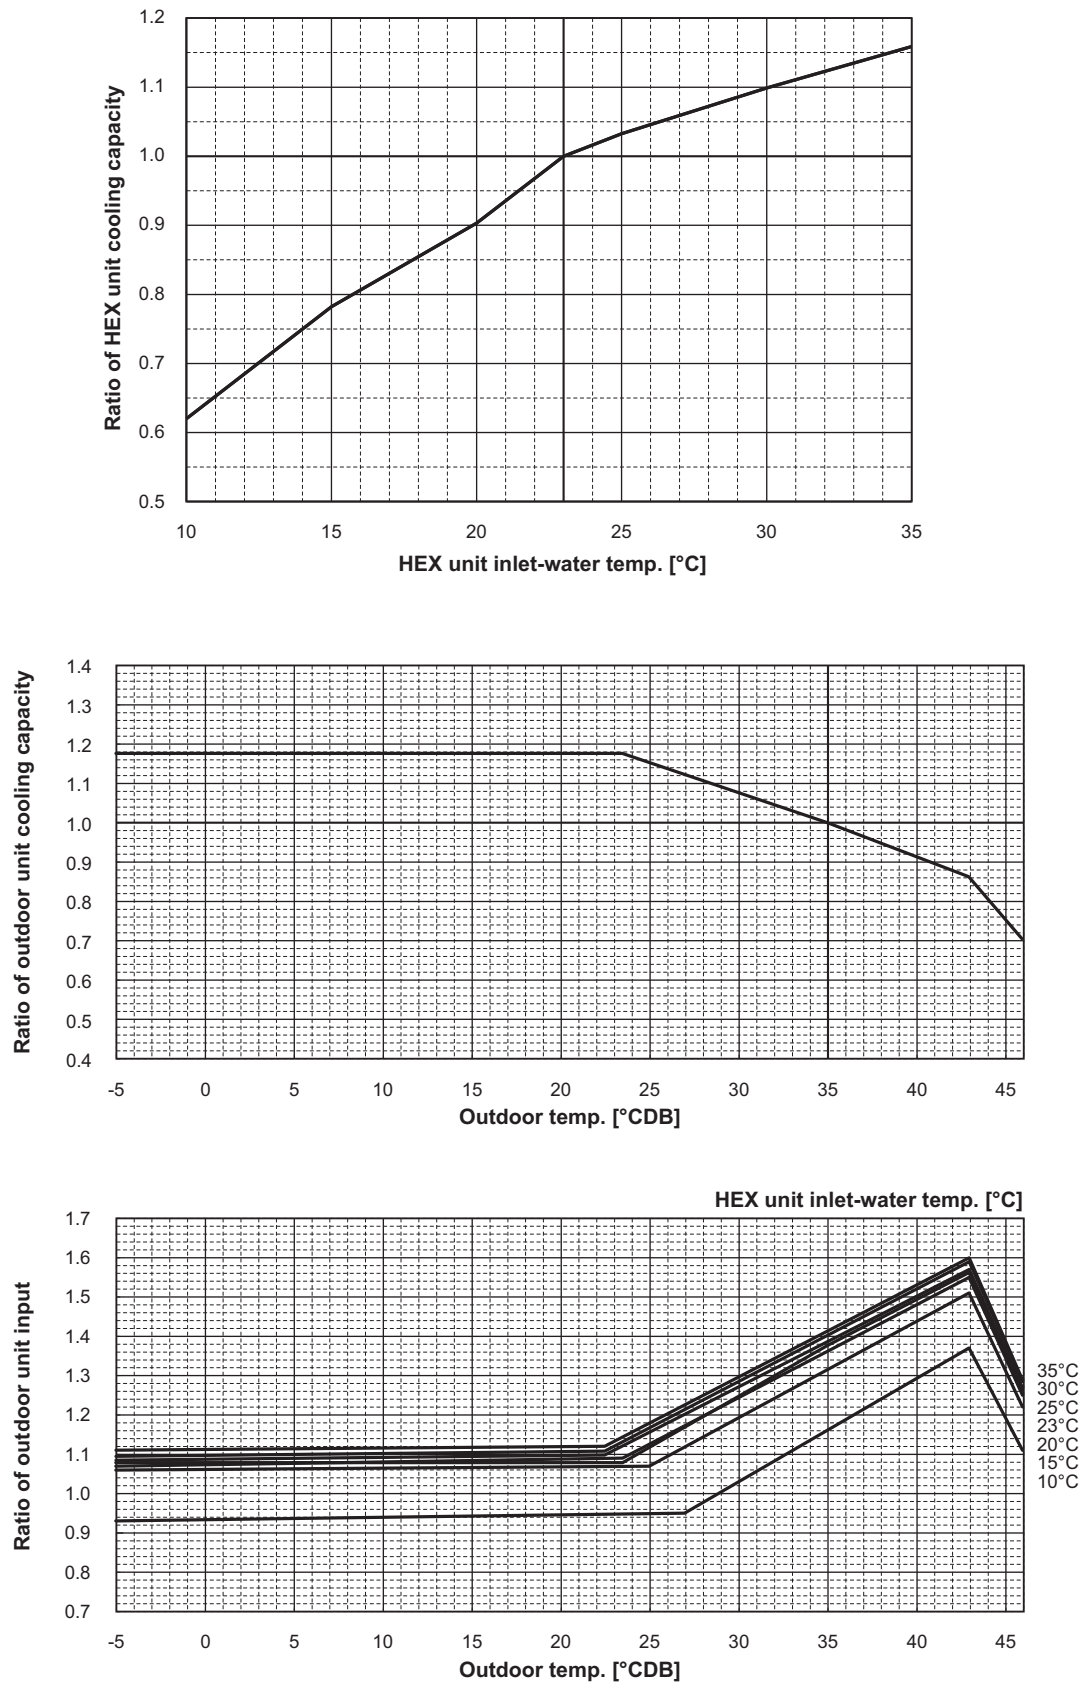 Ratio of HEX unit cooling capacity
1.2
1.1
1.0
0.9
0.8
0.7
0.6
0.5
10 15 20 25 30 35
HEX unit inlet-water temp. [°C]
Ratio of outdoor unit cooling capacity
1.4
1.3
1.2
1.1
1.0
0.9
0.8
0.7
0.6
0.5
0.4
-5 0 5 10 15 20 25 30 35 40 45
Outdoor temp. [°CDB]
HEX unit inlet-water temp. [°C]
Ratio of outdoor unit input
1.7
1.6
1.5
1.4
1.3
1.2
1.1
1.0
0.9
0.8
0.7
35°C
30°C
25°C
23°C
20°C
15°C
10°C
-5 0 5 10 15 20 25 30 35 40 45
Outdoor temp. [°CDB]